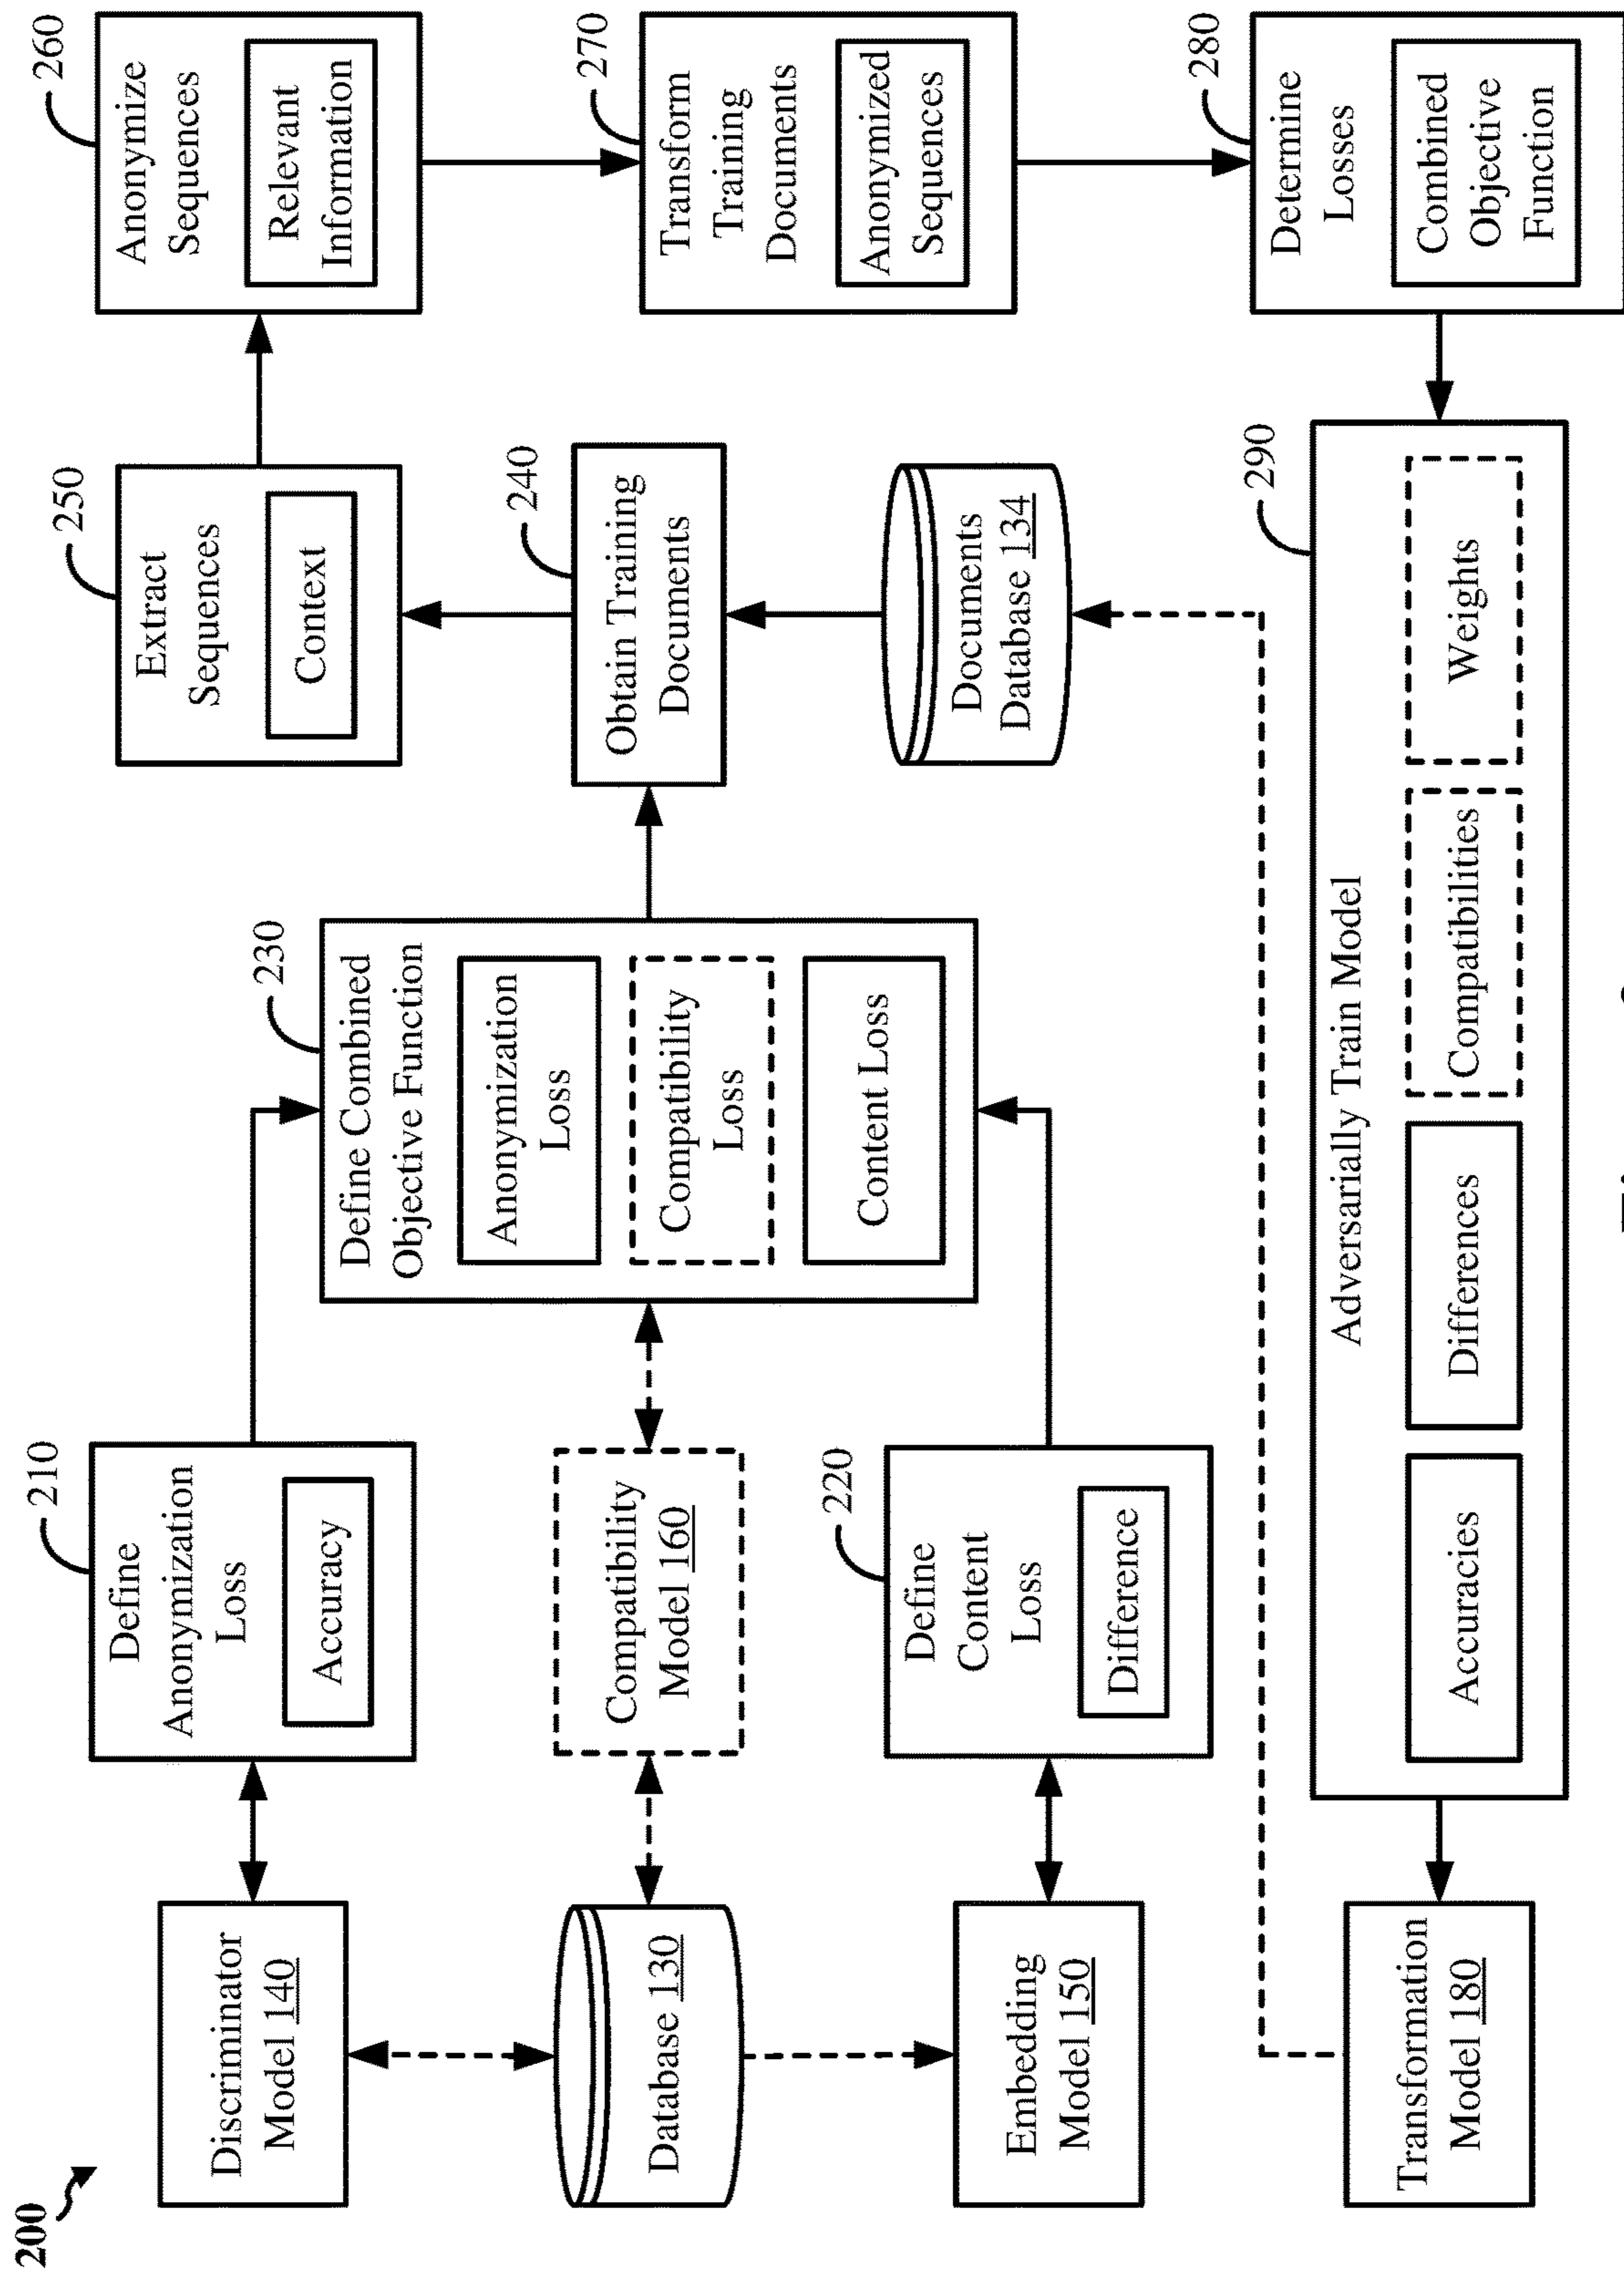 200
Discriminator
Model 140
Database 130
Embedding
Model 150
Transformation
Model 180
210
Define
Anonymization
Loss
Accuracy
Compatibility
Model 160
220
Define
Content
Loss
Difference
230
Define Combined
Objective Function
Anonymization
Loss
Compatibility
Loss
Content Loss
240
Obtain Training
Documents
Documents
Database 134
250
Extract
Sequences
Context
260
Anonymize
Sequences
Relevant
Information
270
Transform
Training
Documents
Anonymized
Sequences
280
Determine
Losses
Combined
Objective
Function
290
Adversarially Train Model
Accuracies
Differences
Compatibilities
Weights